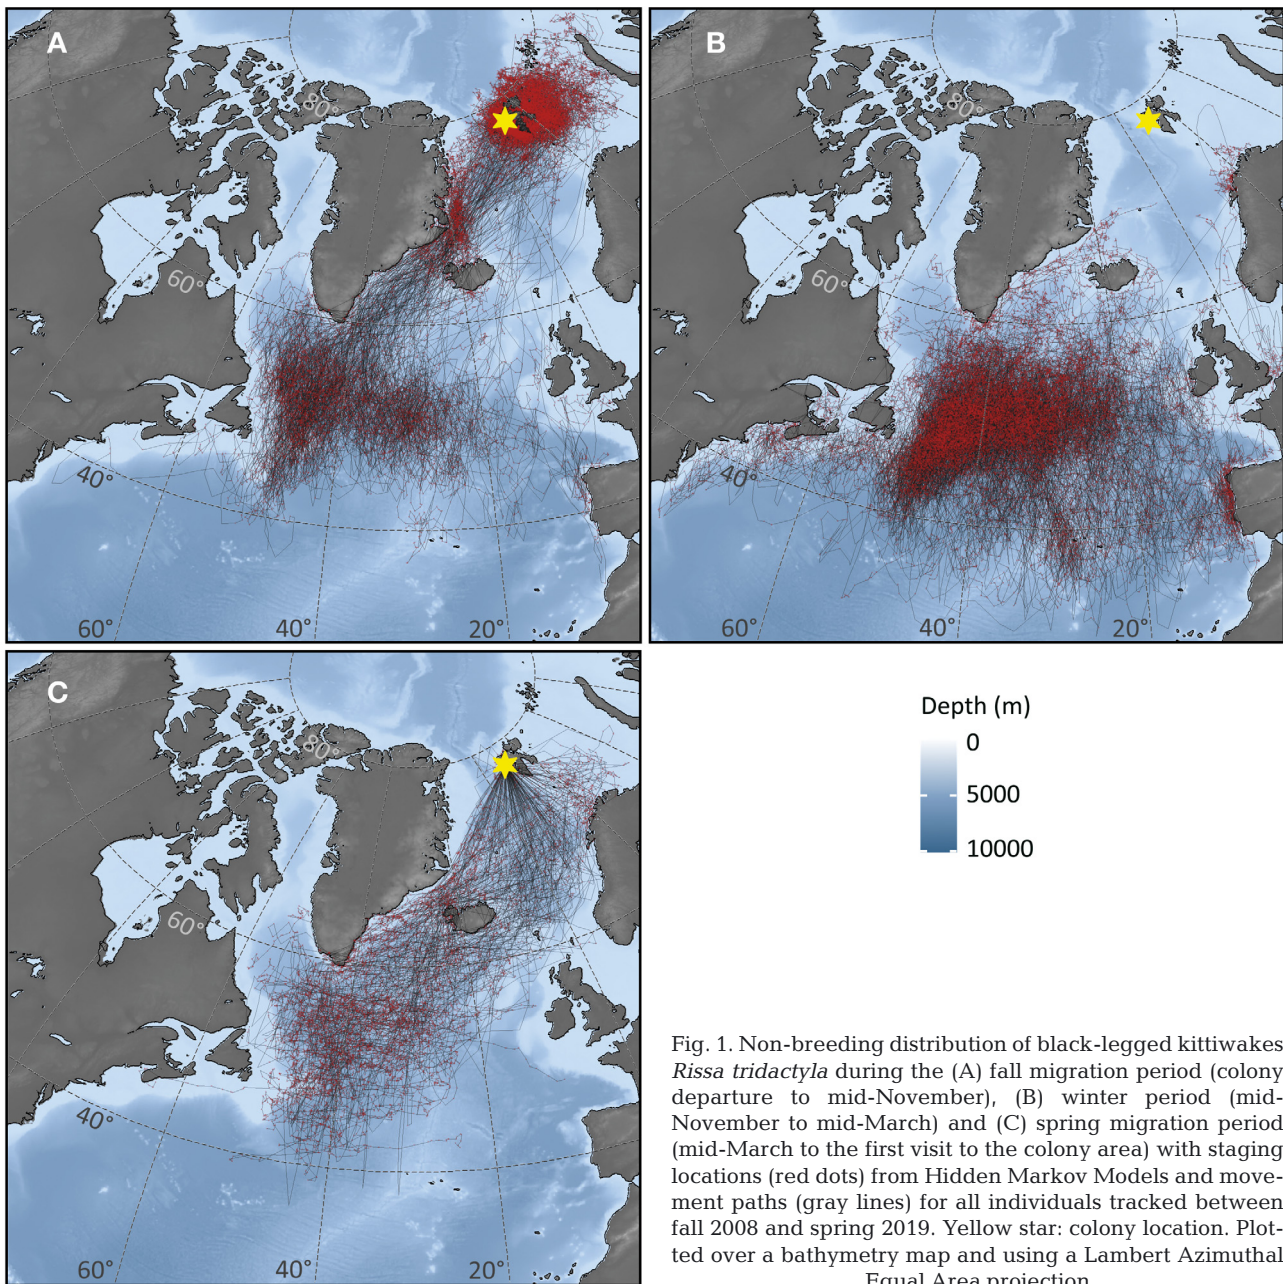 A
B
80°
80°
60°
60°
40°
40°
60°
40°
20°
60°
40°
20°
C
80°
60°
40°
60°
40°
20°
Depth (m)
0
5000
10000
Fig. 1. Non-breeding distribution of black-legged kittiwakes
Rissa tridactyla during the (A) fall migration period (colony
departure to mid-November), (B) winter period (mid-
November to mid-March) and (C) spring migration period
(mid-March to the first visit to the colony area) with staging
locations (red dots) from Hidden Markov Models and move-
ment paths (gray lines) for all individuals tracked between
fall 2008 and spring 2019. Yellow star: colony location. Plot-
ted over a bathymetry map and using a Lambert Azimuthal
Equal Area projection